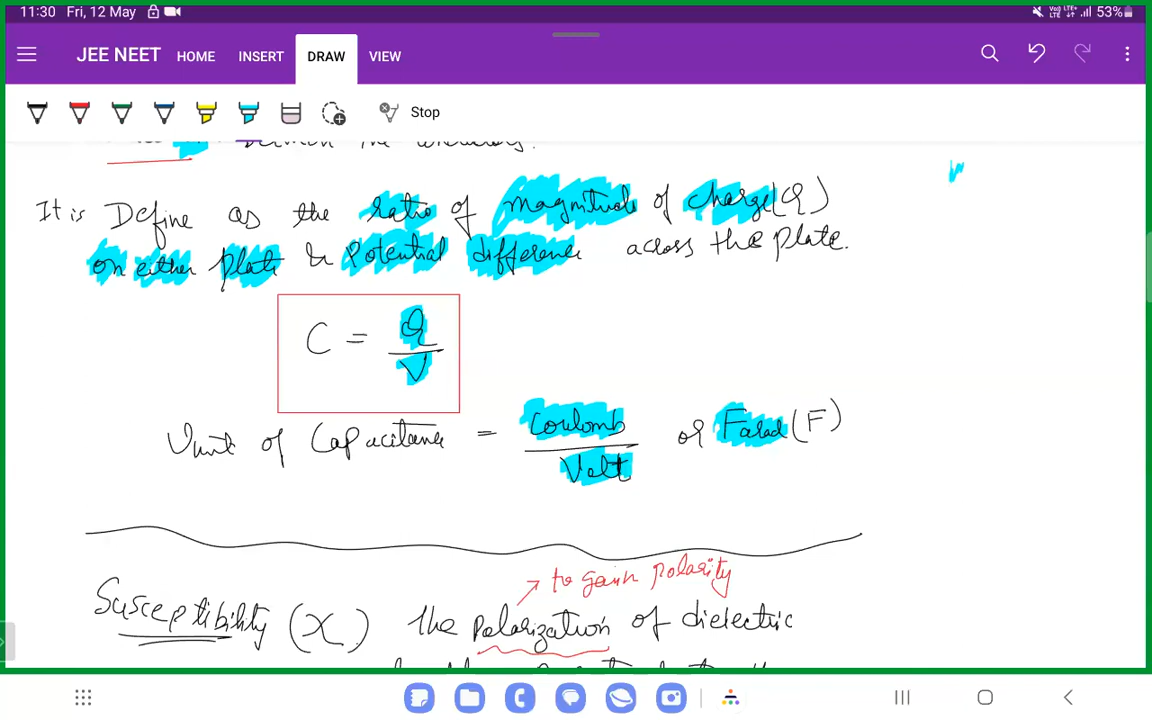 11:30 Fri, 12 May 53%
JEE NEET HOME INSERT DRAW VIEW
Stop
between the
It is Define as the ratio of magnitude of charge(Q)
on either plate & potential difference across the plate.
C = Q/V
Unit of Capacitance = Coulomb/Volt or Farad (F)
to gain polarity
Susceptibility (X) the polarization of dielectric